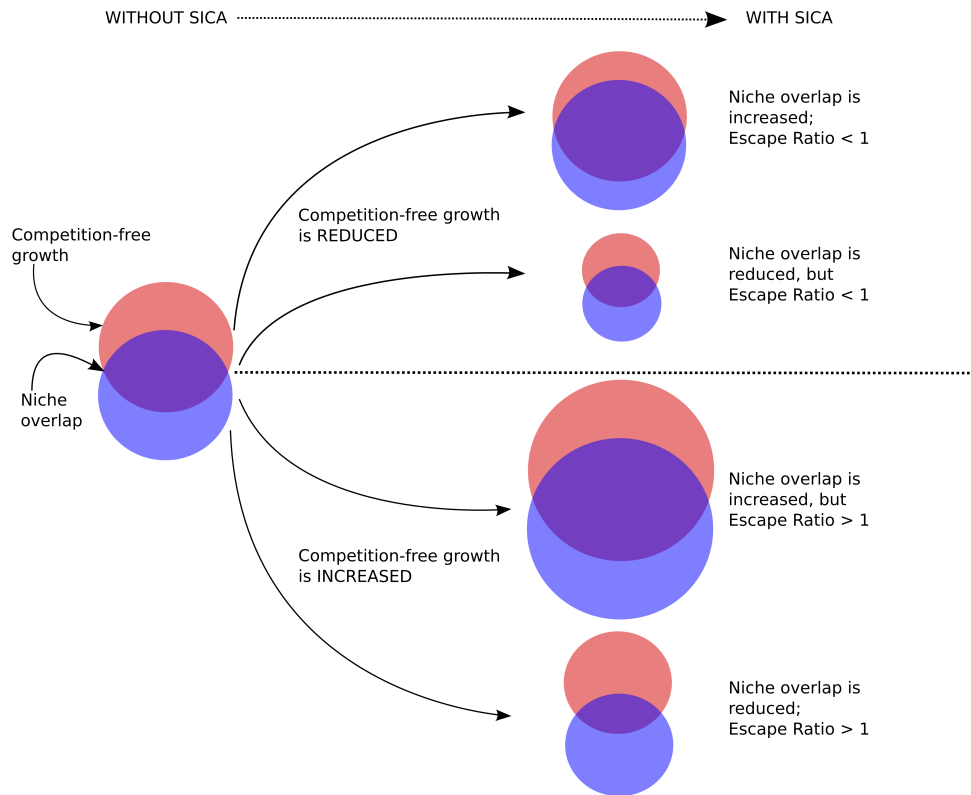 WITHOUT SICA
WITH SICA
Niche overlap is
increased;
Escape Ratio < 1
Competition-free growth
is REDUCED
Competition-free
growth
Niche overlap is
reduced, but
Escape Ratio < 1
Niche
overlap
Niche overlap is
increased, but
Escape Ratio > 1
Competition-free growth
is INCREASED
Niche overlap is
reduced;
Escape Ratio > 1